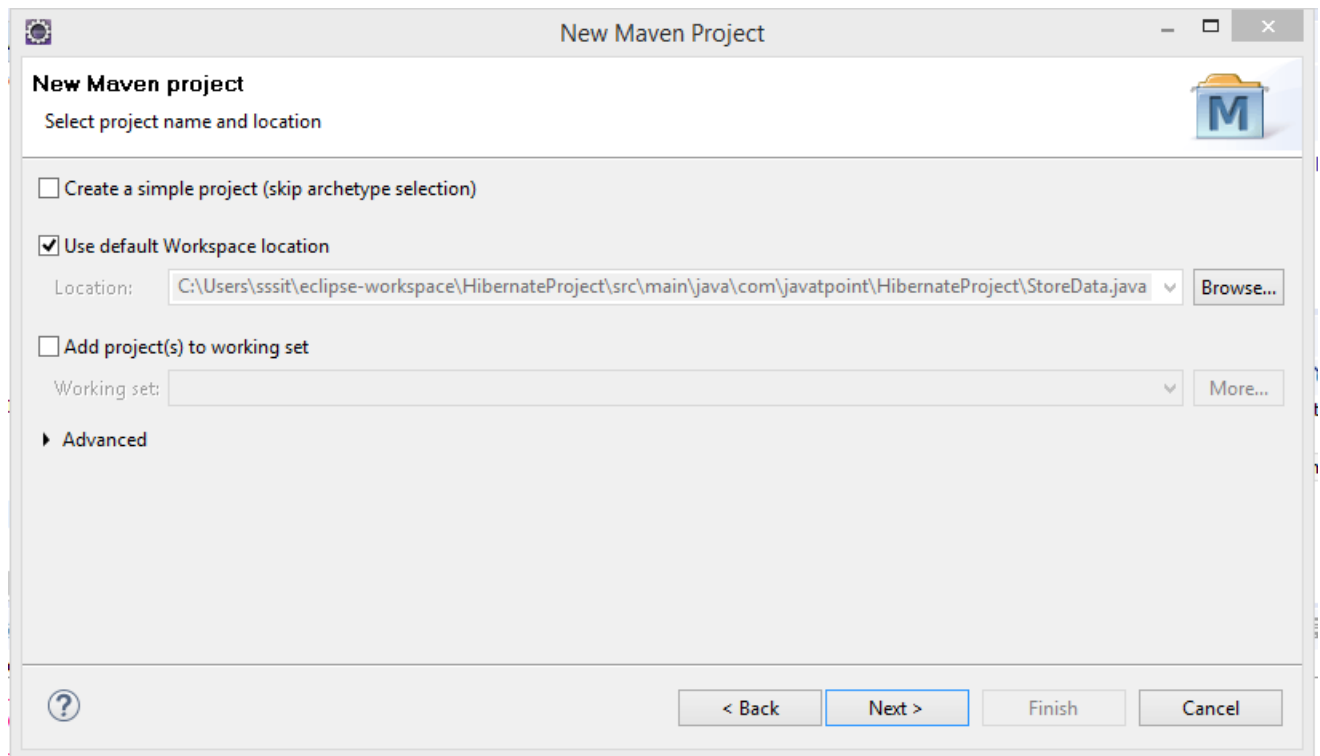 New Maven Project
New Maven project
Select project name and location
M
Create a simple project (skip archetype selection)
Use default Workspace location
Location: C:\Users\sssit\eclipse-workspace\HibernateProject\src\main\java\com\javatpoint\HibernateProject\StoreData.java Browse...
Add project(s) to working set
Working set: More...
Advanced
? < Back Next > Finish Cancel